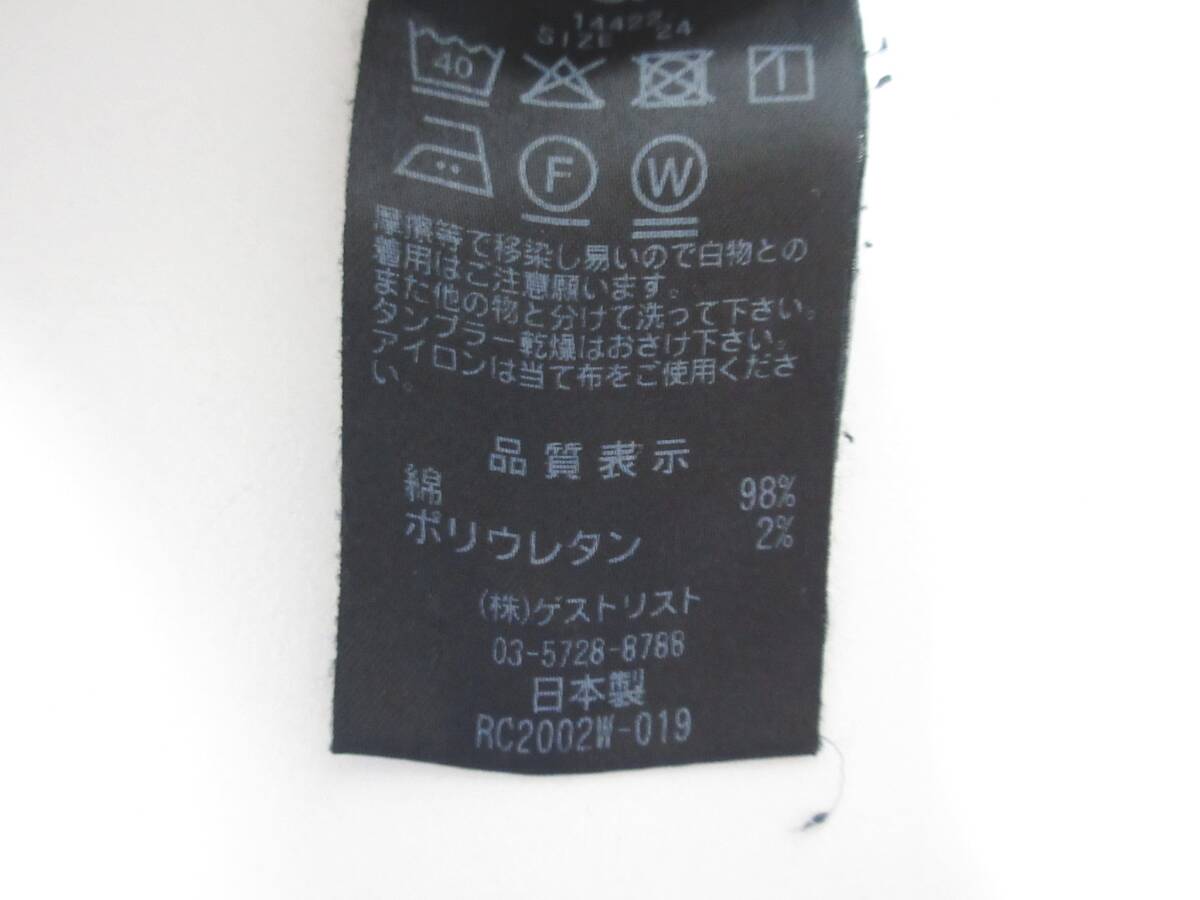 14422
SIZE 24
40
F W
摩擦等で移染し易いので白物との
着用はご注意願います。
また他の物と分けて洗って下さい。
タンブラー乾燥はおさけ下さい。
アイロンは当て布をご使用くださ
い。
品質表示
綿 98%
ポリウレタン 2%
(株)ゲストリスト
03-5728-8788
日本製
RC2002W-019